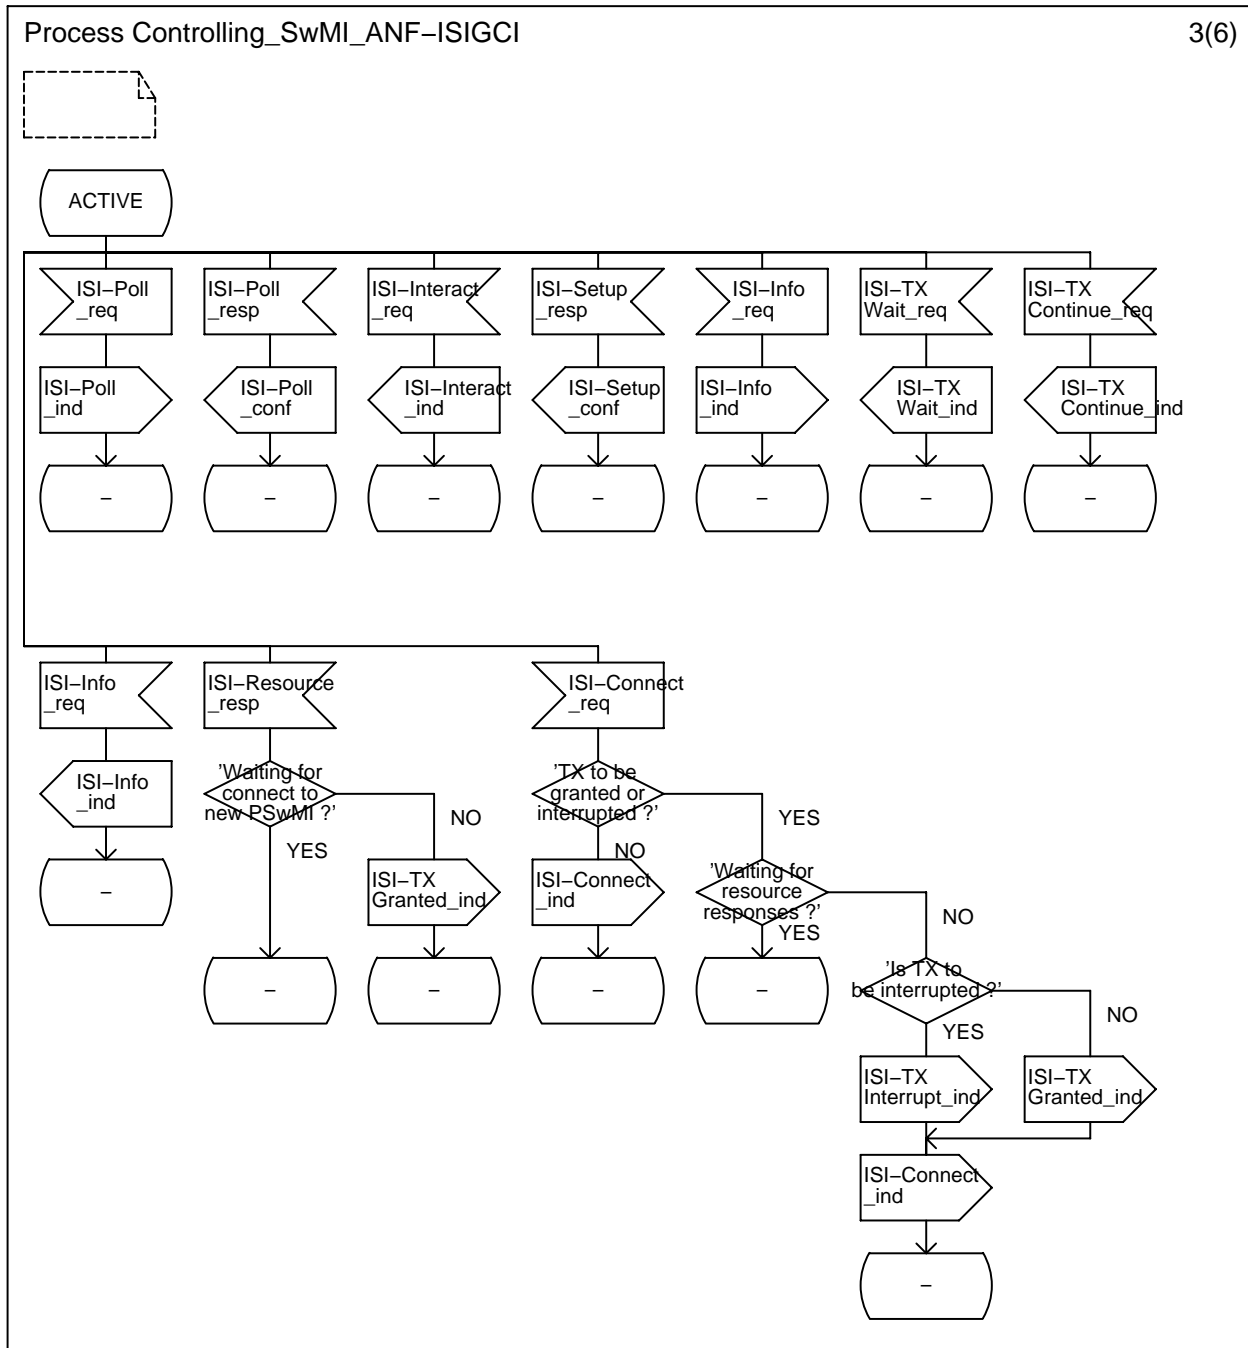 Process Controlling_SwMI_ANF−ISIGCI
3(6)
ACTIVE
ISI−Poll
_req
ISI−Poll
_resp
ISI−Interact
_req
ISI−Setup
_resp
ISI−Info
_req
ISI−TX
Wait_req
ISI−TX
Continue_req
ISI−Poll
_ind
ISI−Poll
_conf
ISI−Interact
_ind
ISI−Setup
_conf
ISI−Info
_ind
ISI−TX
Wait_ind
ISI−TX
Continue_ind
−
−
−
−
−
−
−
ISI−Info
_req
ISI−Resource
_resp
ISI−Connect
_req
ISI−Info
_ind
’Waiting for
connect to
new PSwMI ?’
’TX to be
granted or
interrupted ?’
NO
YES
YES
NO
−
ISI−TX
Granted_ind
ISI−Connect
_ind
’Waiting for
resource
responses ?’
NO
YES
−
−
−
−
’Is TX to
be interrupted ?’
NO
YES
ISI−TX
Interrupt_ind
ISI−TX
Granted_ind
ISI−Connect
_ind
−